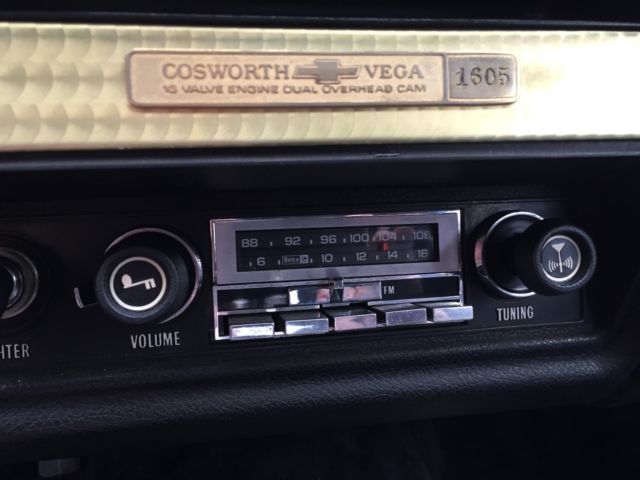 COSWORTH VEGA 1605
16 VALVE ENGINE DUAL OVERHEAD CAM
88 92 96 100 104 108
6 Delco 10 12 14 16
FM
VOLUME
TUNING
HTER